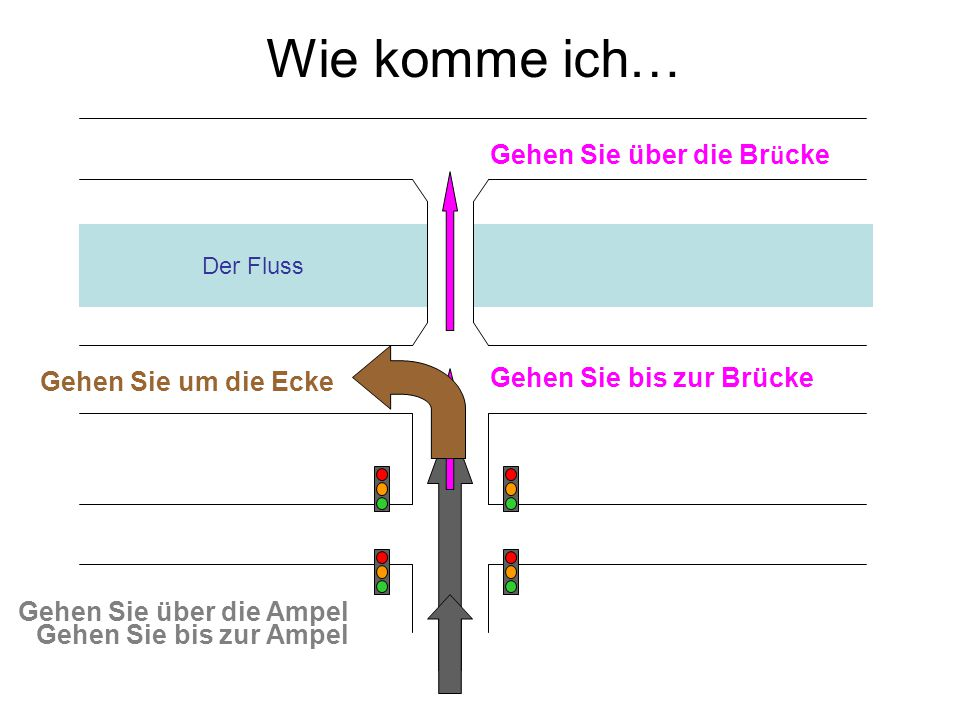 Wie komme ich…
Gehen Sie über die Brücke
Der Fluss
Gehen Sie um die Ecke
Gehen Sie bis zur Brücke
Gehen Sie über die Ampel
Gehen Sie bis zur Ampel